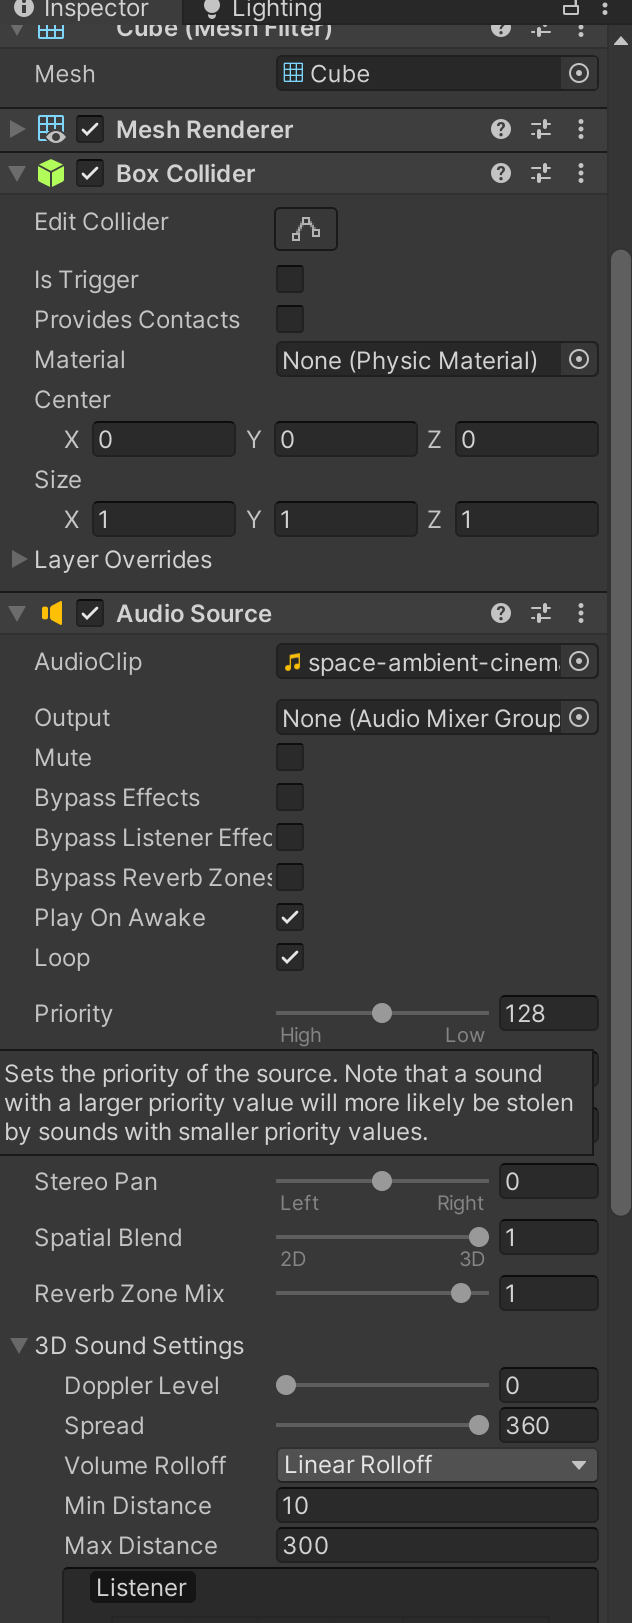 Inspector
Lighting
Cube (Mesh Filter)
Mesh
Cube
Mesh Renderer
Box Collider
Edit Collider
Is Trigger
Provides Contacts
Material
None (Physic Material)
Center
X 0 Y 0 Z 0
Size
X 1 Y 1 Z 1
Layer Overrides
Audio Source
AudioClip
space-ambient-cinema
Output
None (Audio Mixer Group
Mute
Bypass Effects
Bypass Listener Effec
Bypass Reverb Zones
Play On Awake
Loop
Priority
128
High Low
Sets the priority of the source. Note that a sound
with a larger priority value will more likely be stolen
by sounds with smaller priority values.
Stereo Pan
0
Left Right
Spatial Blend
1
2D 3D
Reverb Zone Mix
1
3D Sound Settings
Doppler Level
0
Spread
360
Volume Rolloff
Linear Rolloff
Min Distance
10
Max Distance
300
Listener